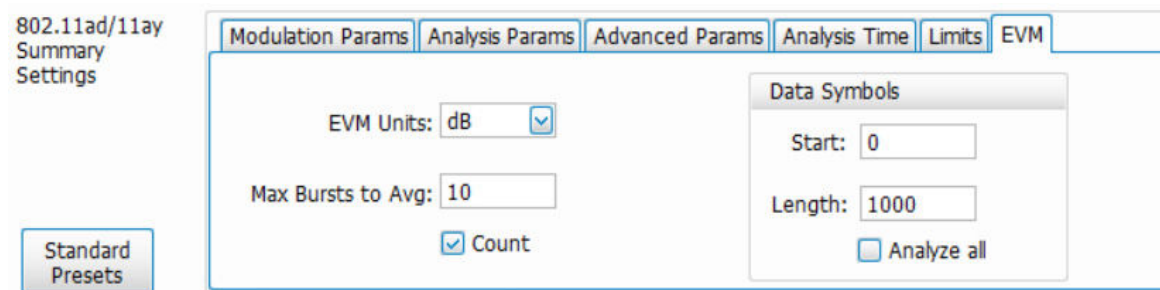 802.11ad/11ay
Summary
Settings
Modulation Params Analysis Params Advanced Params Analysis Time Limits EVM
EVM Units: dB
Max Bursts to Avg: 10
Count
Data Symbols
Start: 0
Length: 1000
Analyze all
Standard
Presets